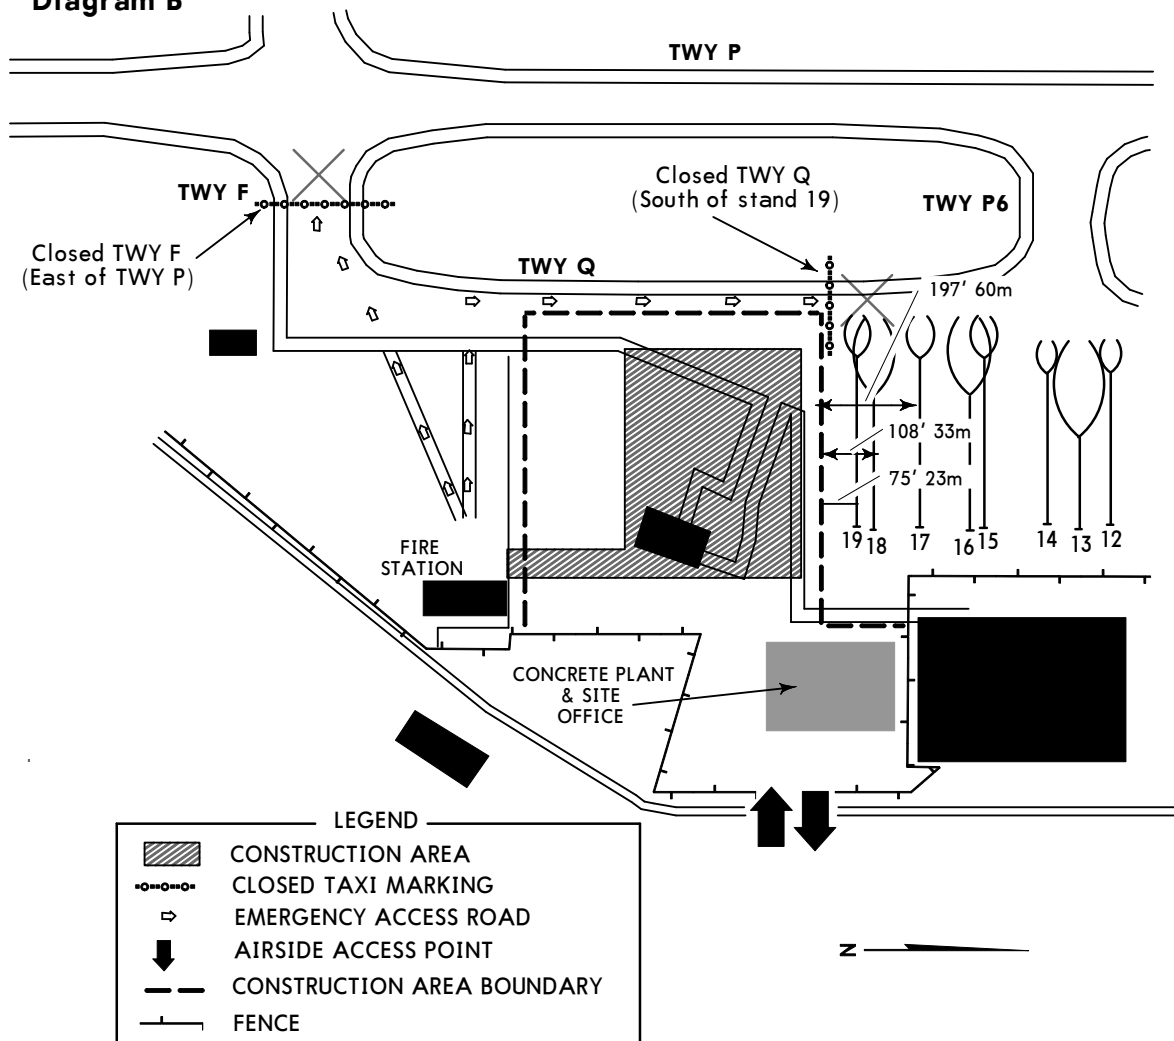 Diagram B
TWY P
TWY F
Closed TWY Q
(South of stand 19)
TWY P6
Closed TWY F
(East of TWY P)
TWY Q
197' 60m
108' 33m
75' 23m
19
18
17
16
15
14
13
12
FIRE
STATION
CONCRETE PLANT
& SITE
OFFICE
LEGEND
CONSTRUCTION AREA
CLOSED TAXI MARKING
EMERGENCY ACCESS ROAD
AIRSIDE ACCESS POINT
CONSTRUCTION AREA BOUNDARY
FENCE
N